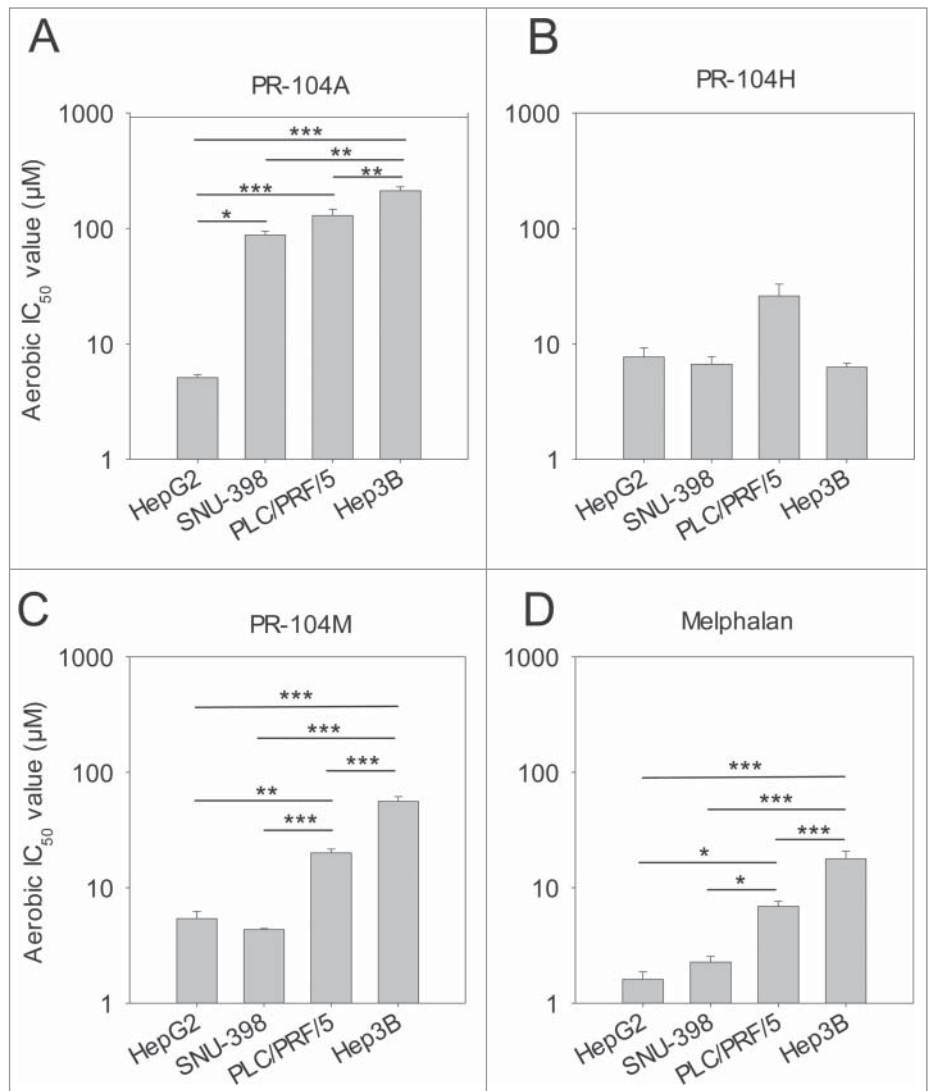 A
PR-104A
Aerobic IC50 value (µM)
1000
100
10
1
***
**
**
***
*
HepG2
SNU-398
PLC/PRF/5
Hep3B
B
PR-104H
1000
100
10
1
HepG2
SNU-398
PLC/PRF/5
Hep3B
C
PR-104M
Aerobic IC50 value (µM)
1000
100
10
1
***
***
***
**
***
HepG2
SNU-398
PLC/PRF/5
Hep3B
D
Melphalan
1000
100
10
1
***
***
***
*
*
HepG2
SNU-398
PLC/PRF/5
Hep3B